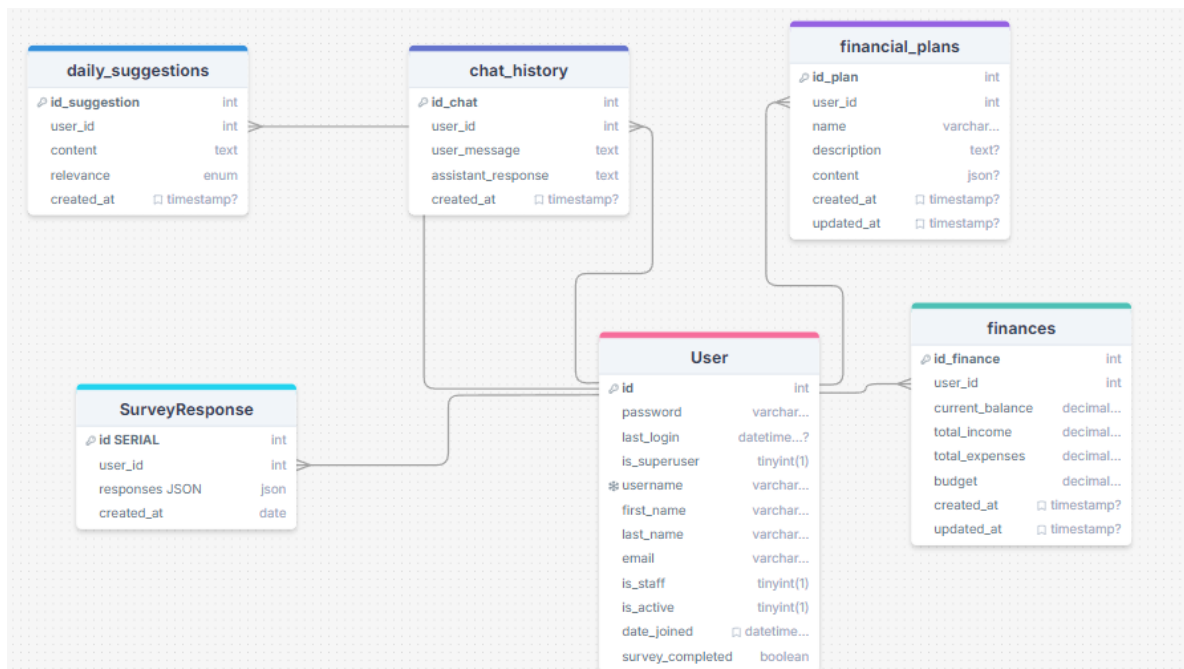 daily_suggestions
id_suggestion int
user_id int
content text
relevance enum
created_at timestamp?
chat_history
id_chat int
user_id int
user_message text
assistant_response text
created_at timestamp?
financial_plans
id_plan int
user_id int
name varchar...
description text?
content json?
created_at timestamp?
updated_at timestamp?
SurveyResponse
id SERIAL int
user_id int
responses JSON json
created_at date
User
id int
password varchar...
last_login datetime...?
is_superuser tinyint(1)
username varchar...
first_name varchar...
last_name varchar...
email varchar...
is_staff tinyint(1)
is_active tinyint(1)
date_joined datetime...
survey_completed boolean
finances
id_finance int
user_id int
current_balance decimal...
total_income decimal...
total_expenses decimal...
budget decimal...
created_at timestamp?
updated_at timestamp?